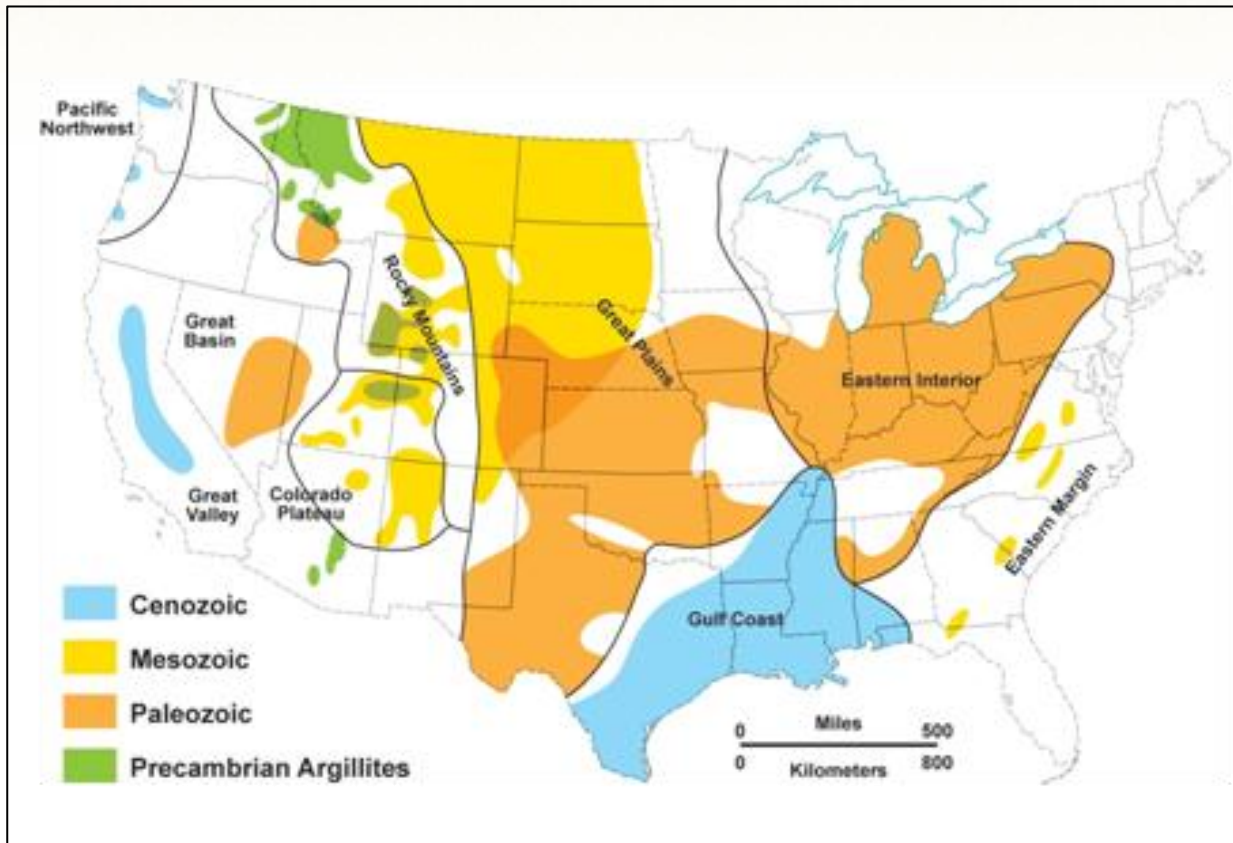 Pacific
Northwest
Great
Basin
Rocky Mountains
Great Plains
Eastern Interior
Great
Valley
Colorado
Plateau
Eastern Margin
Gulf Coast
Cenozoic
Mesozoic
Paleozoic
Precambrian Argillites
0 Miles 500
0 Kilometers 800